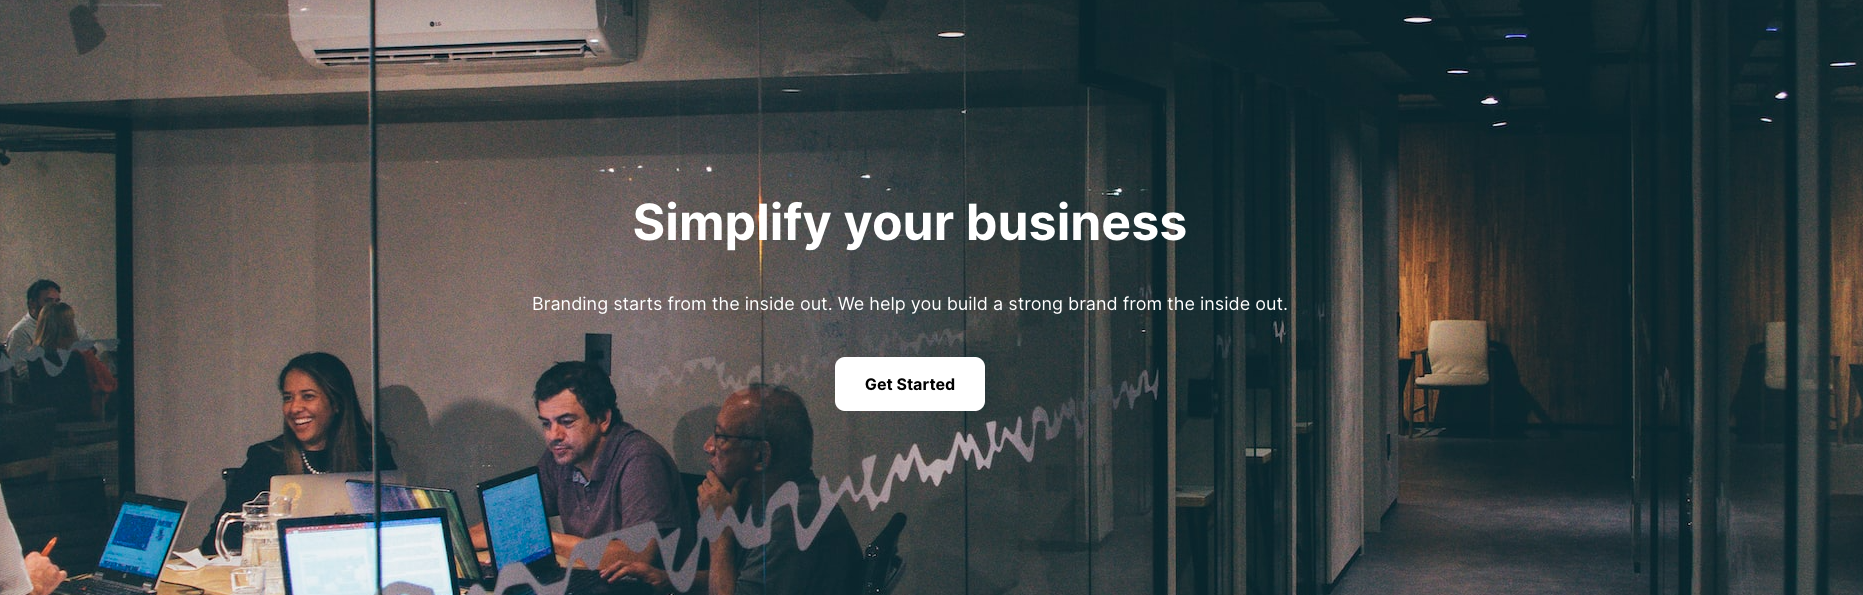 LG
Simplify your business
Branding starts from the inside out. We help you build a strong brand from the inside out.
Get Started